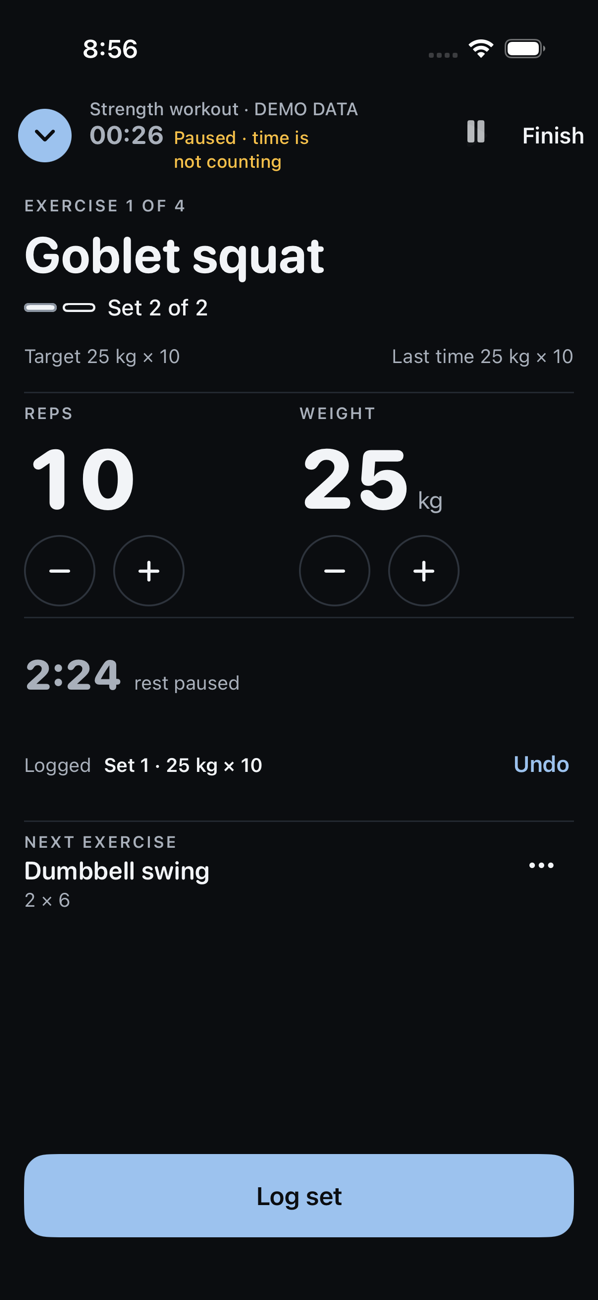 8:56
Strength workout · DEMO DATA
00:26 Paused · time is
not counting
Finish
EXERCISE 1 OF 4
Goblet squat
Set 2 of 2
Target 25 kg × 10 Last time 25 kg × 10
REPS WEIGHT
10 25 kg
2:24 rest paused
Logged Set 1 · 25 kg × 10 Undo
NEXT EXERCISE
Dumbbell swing
2 × 6
Log set